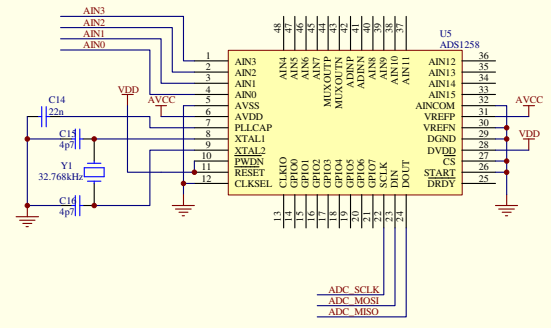 AIN3
AIN2
AIN1
AIN0
48
47
46
45
44
43
42
41
40
39
38
37
U5
ADS1258
AIN4
AIN5
AIN6
AIN7
MUXOUTP
MUXOUTN
ADINP
ADINN
AIN8
AIN9
AIN10
AIN11
1 AIN3
2 AIN2
3 AIN1
4 AIN0
5 AVSS
6 AVDD
7 PLLCAP
8 XTAL1
9 XTAL2
10 PWDN
11 RESET
12 CLKSEL
AIN12 36
AIN13 35
AIN14 34
AIN15 33
AINCOM 32
VREFP 31
VREFN 30
DGND 29
DVDD 28
CS 27
START 26
DRDY 25
VDD
AVCC
AVCC
VDD
C14
22n
C15
4p7
Y1
32.768kHz
C16
4p7
CLKIO
GPIO0
GPIO1
GPIO2
GPIO3
GPIO4
GPIO5
GPIO6
GPIO7
SCLK
DIN
DOUT
13
14
15
16
17
18
19
20
21
22
23
24
ADC_SCLK
ADC_MOSI
ADC_MISO